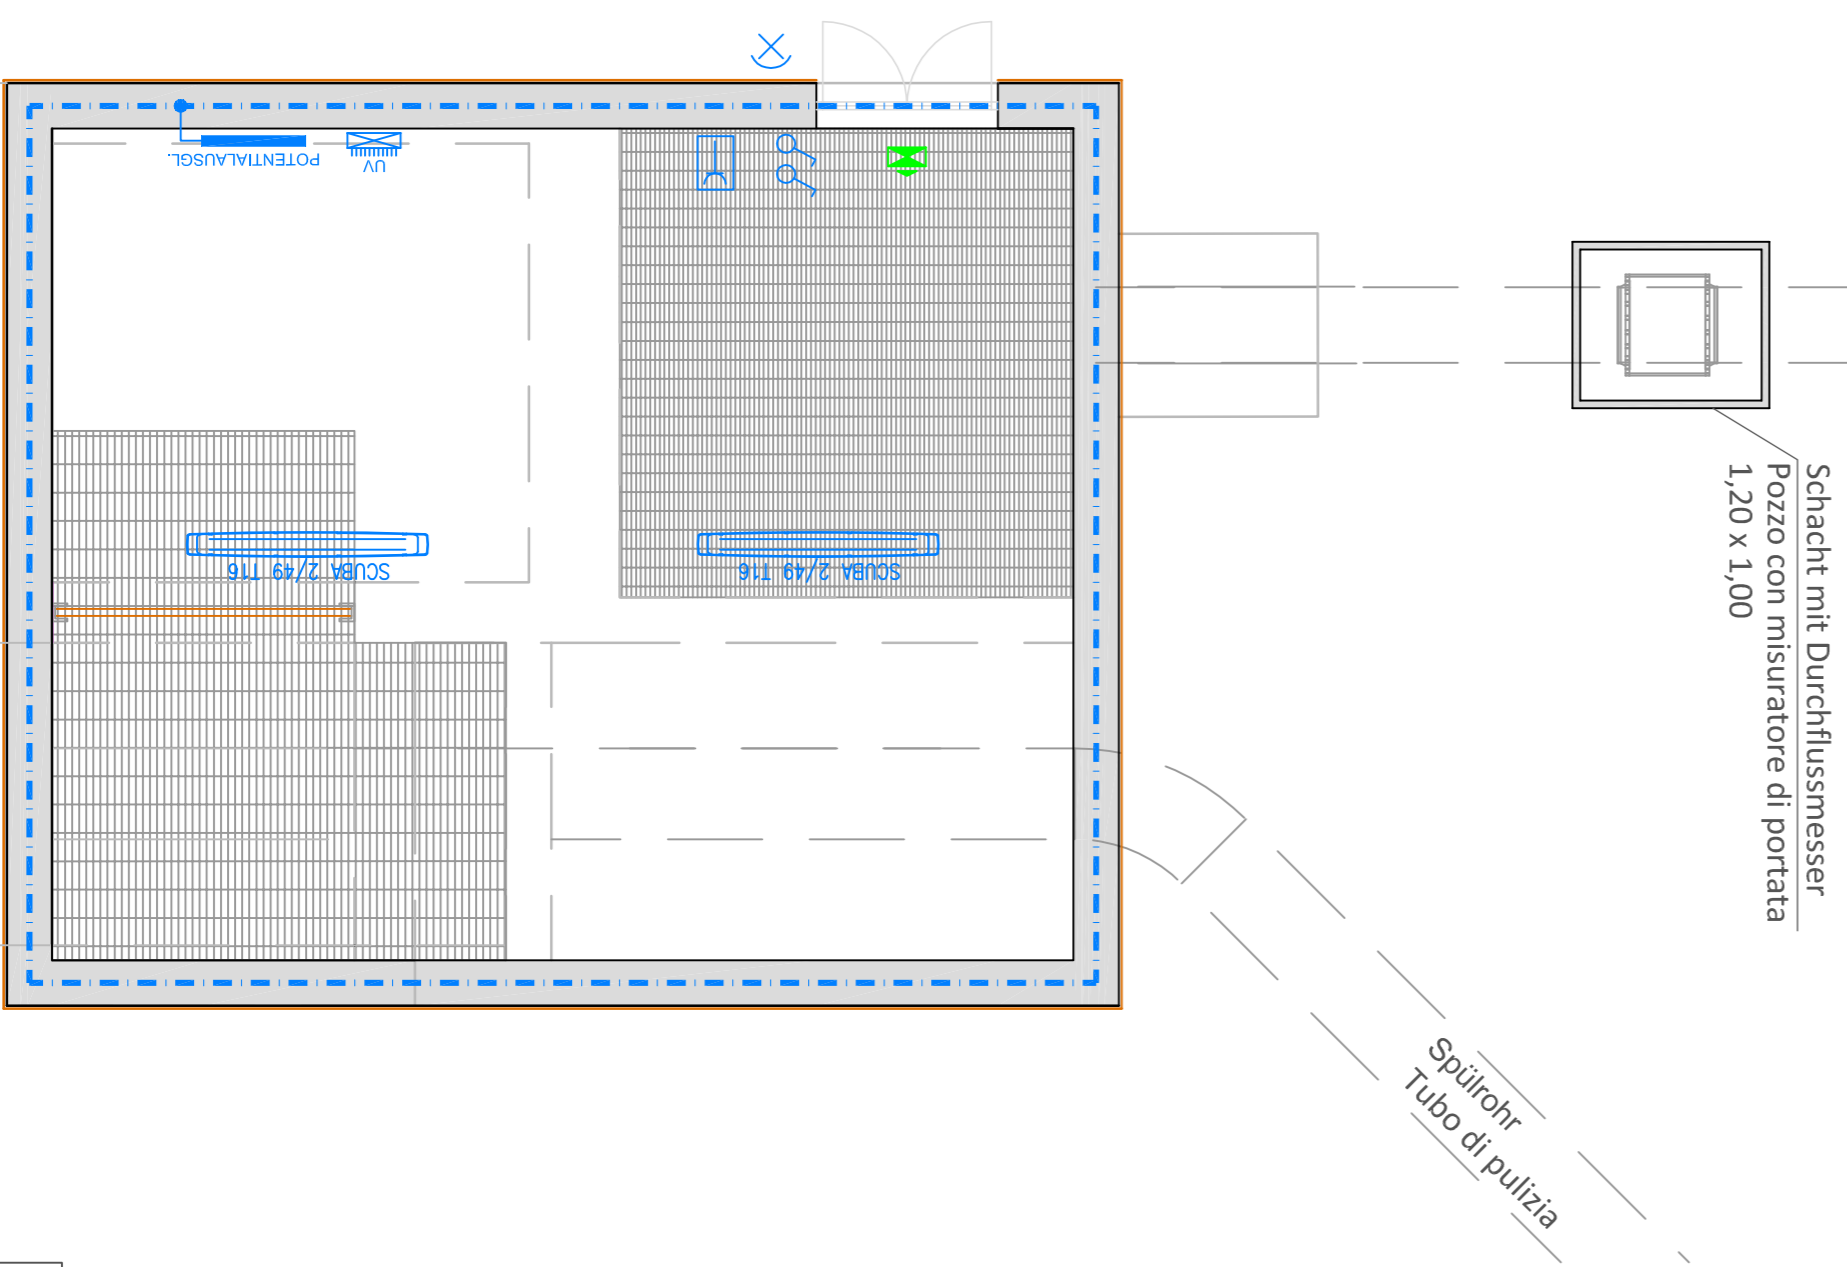 POTENTIALAUSGL.
UV
SCUBA 2/49 T16
SCUBA 2/49 T16
Schacht mit Durchflussmesser
Pozzo con misuratore di portata
1,20 x 1,00
Spülrohr
Tubo di pulizia